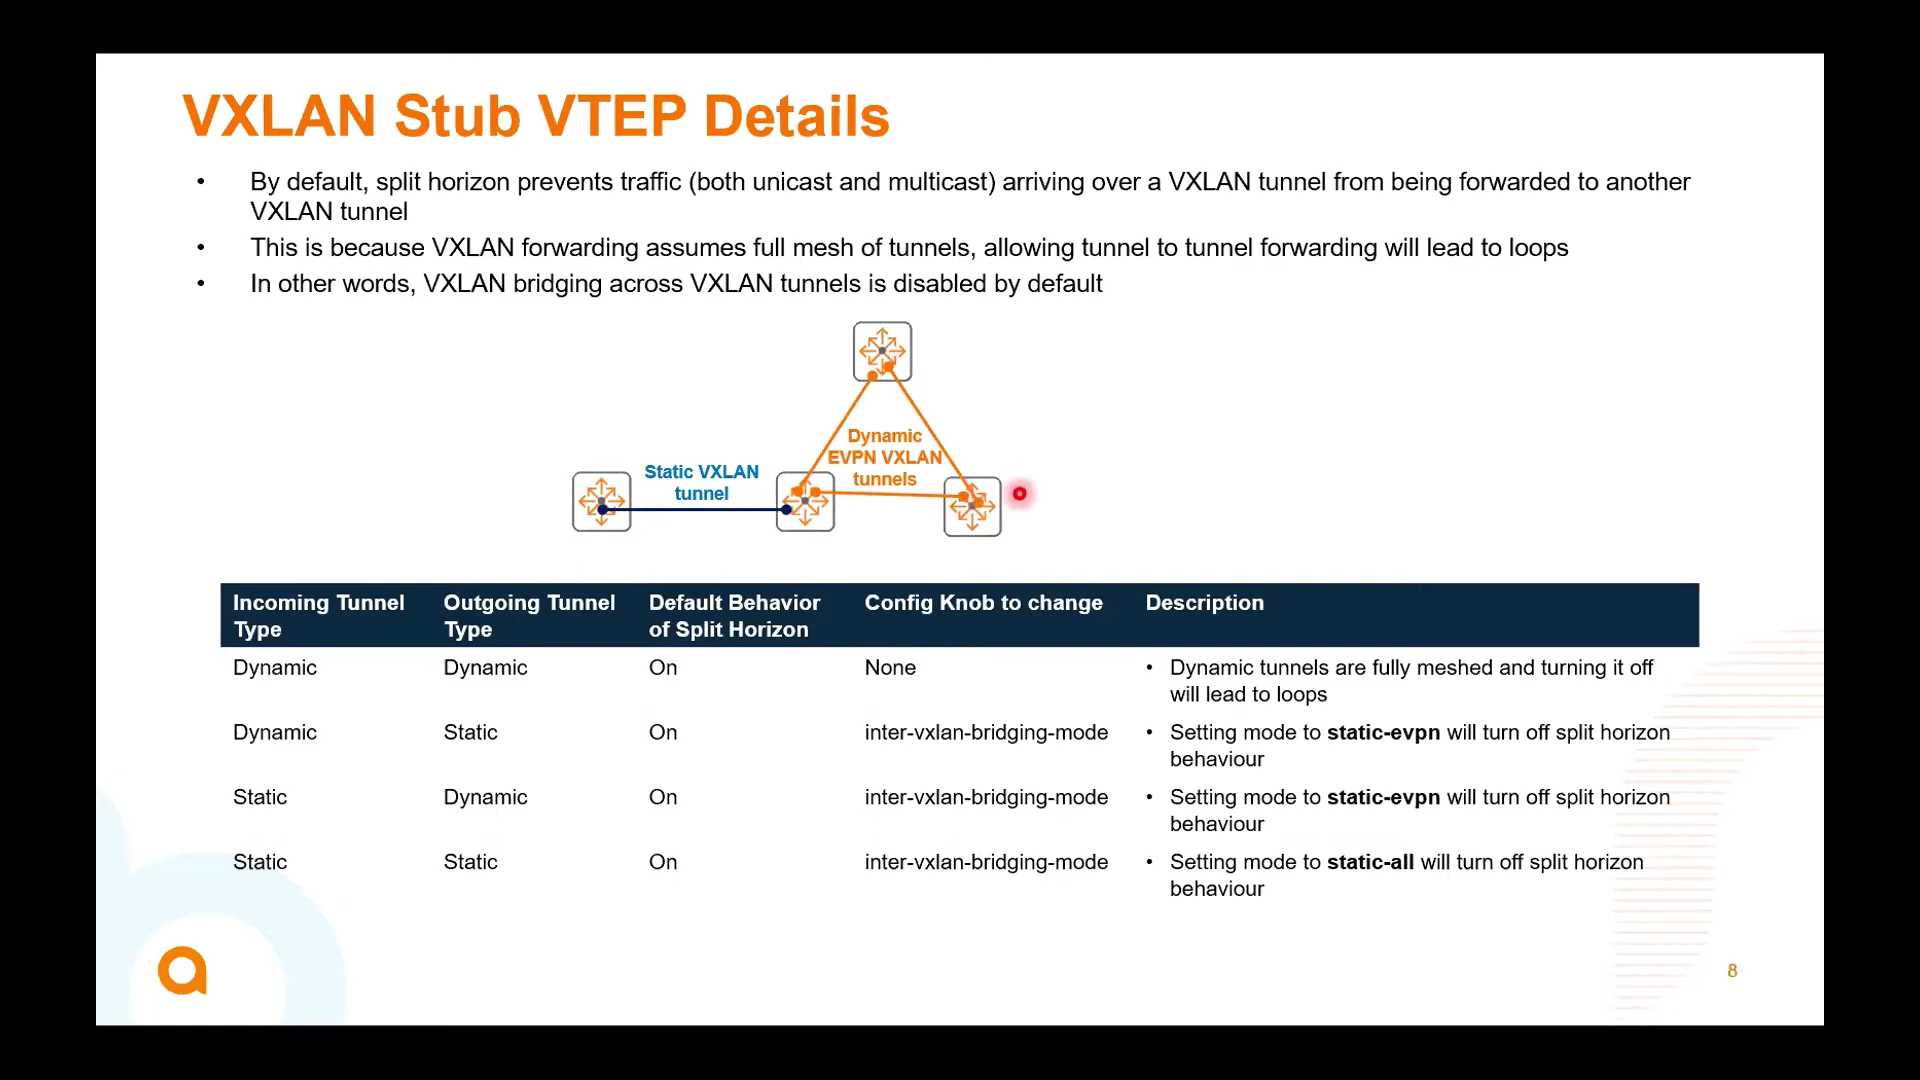 VXLAN Stub VTEP Details
• By default, split horizon prevents traffic (both unicast and multicast) arriving over a VXLAN tunnel from being forwarded to another
VXLAN tunnel
• This is because VXLAN forwarding assumes full mesh of tunnels, allowing tunnel to tunnel forwarding will lead to loops
• In other words, VXLAN bridging across VXLAN tunnels is disabled by default
Dynamic
EVPN VXLAN
tunnels
Static VXLAN
tunnel
Incoming Tunnel Type Outgoing Tunnel Type Default Behavior of Split Horizon Config Knob to change Description
Dynamic Dynamic On None • Dynamic tunnels are fully meshed and turning it off
will lead to loops
Dynamic Static On inter-vxlan-bridging-mode • Setting mode to static-evpn will turn off split horizon
behaviour
Static Dynamic On inter-vxlan-bridging-mode • Setting mode to static-evpn will turn off split horizon
behaviour
Static Static On inter-vxlan-bridging-mode • Setting mode to static-all will turn off split horizon
behaviour
8